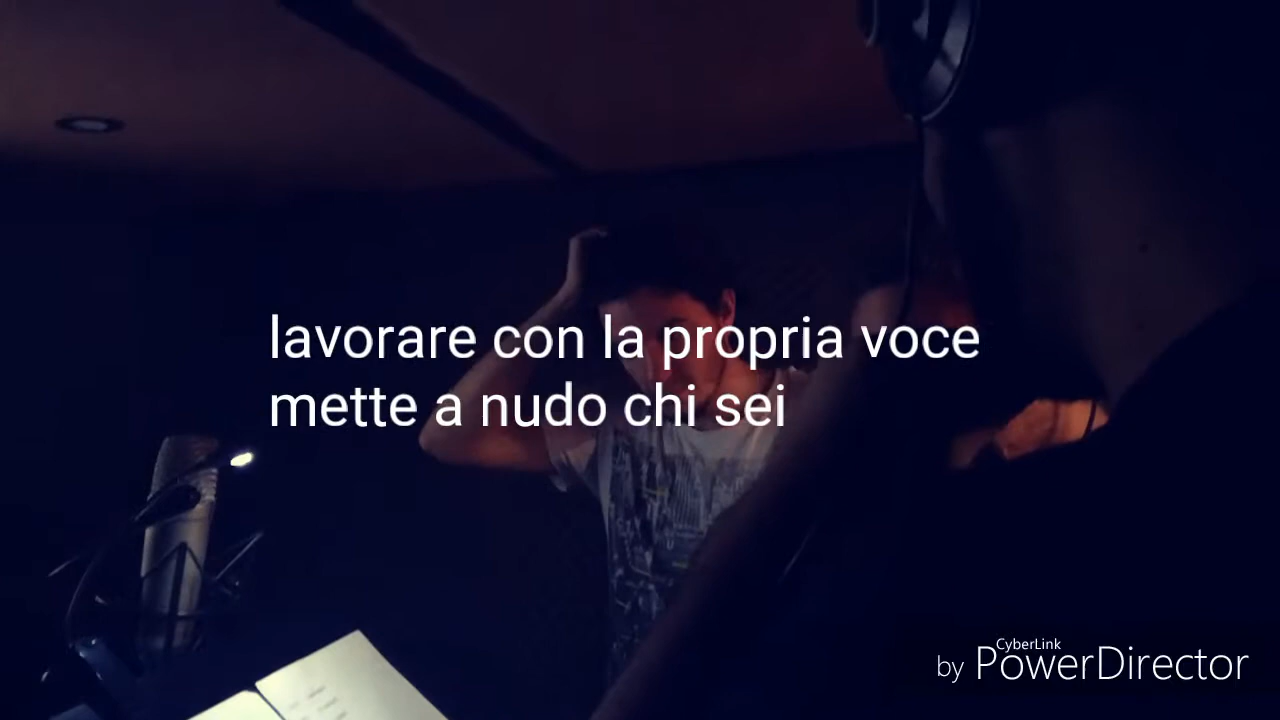 lavorare con la propria voce
mette a nudo chi sei
CyberLink
by PowerDirector